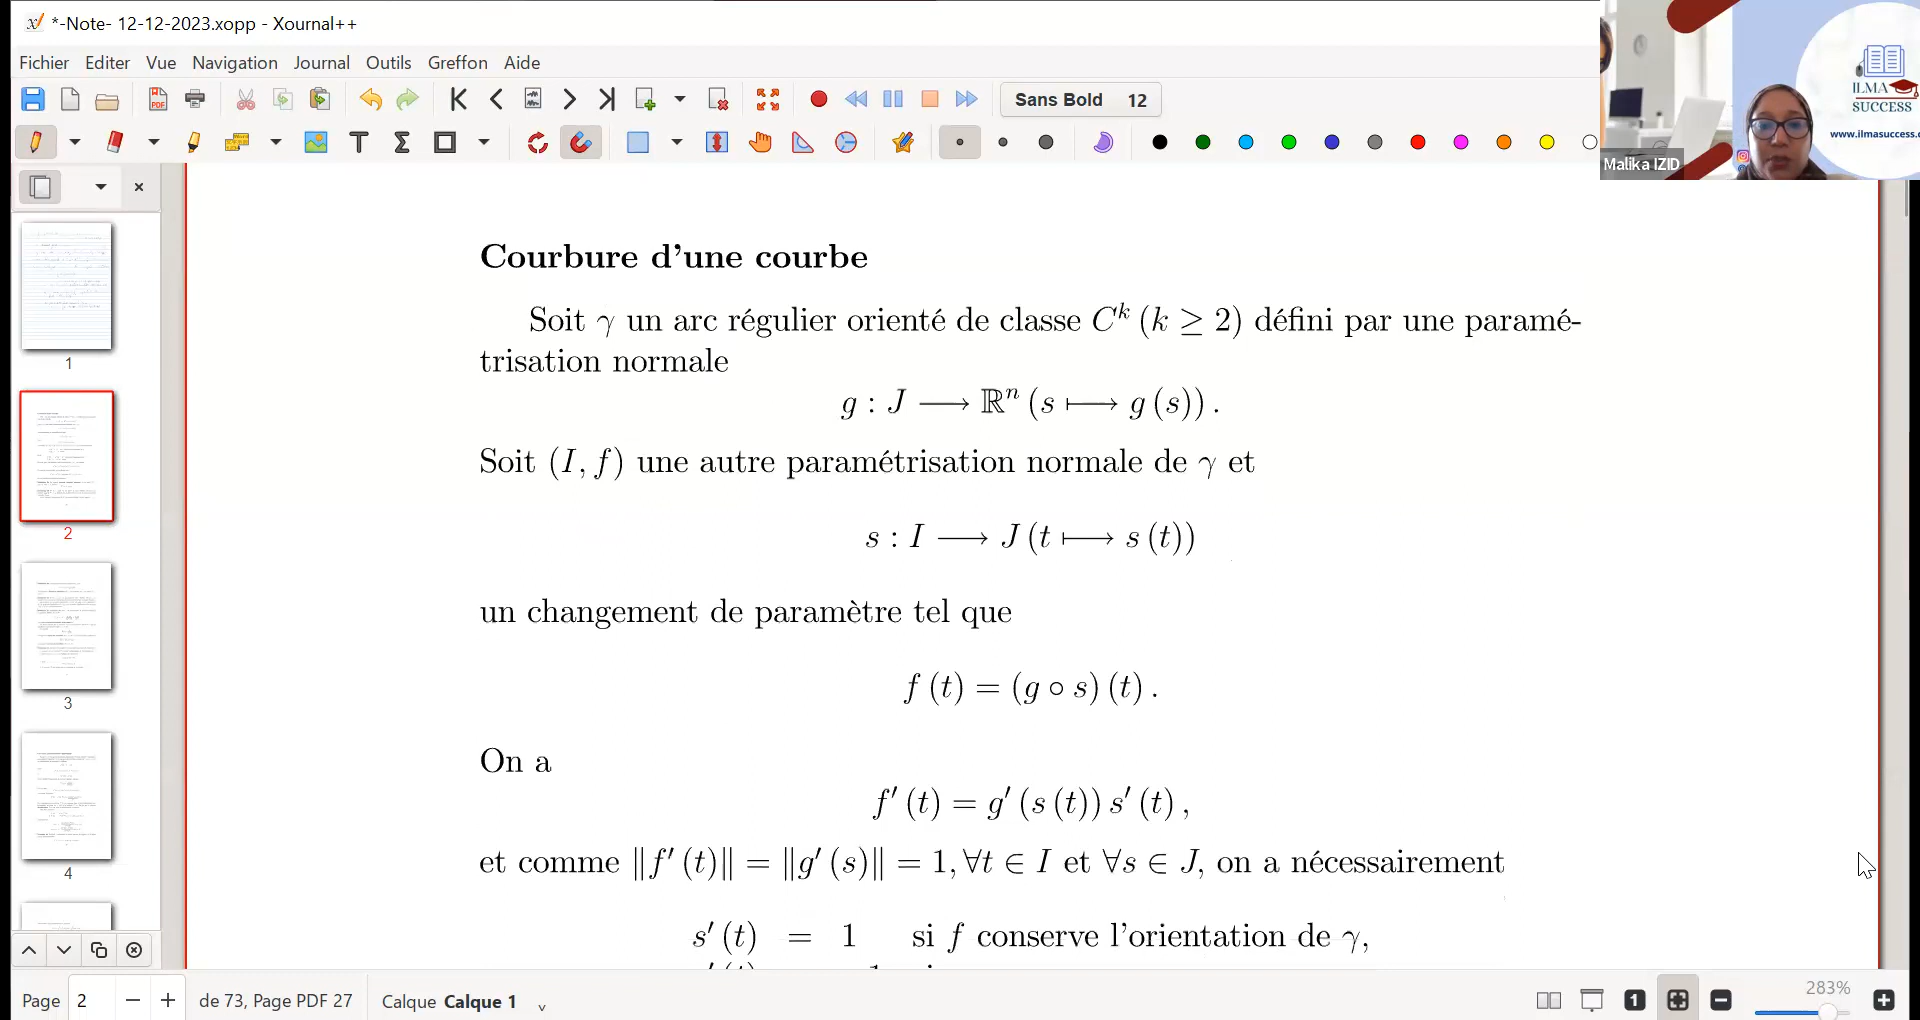 *-Note- 12-12-2023.xopp - Xournal++
Fichier Editer Vue Navigation Journal Outils Greffon Aide
Sans Bold 12
ILMA
SUCCESS
www.ilmasuccess.c
Malika IZID
Courbure d'une courbe
Soit γ un arc régulier orienté de classe C^k (k ≥ 2) défini par une paramé-
trisation normale
g : J ⟶ ℝ^n (s ⟼ g (s)) .
Soit (I, f) une autre paramétrisation normale de γ et
s : I ⟶ J (t ⟼ s (t))
un changement de paramètre tel que
f (t) = (g ∘ s) (t) .
On a
f′ (t) = g′ (s (t)) s′ (t) ,
et comme ‖f′ (t)‖ = ‖g′ (s)‖ = 1, ∀t ∈ I et ∀s ∈ J, on a nécessairement
s′ (t) = 1 si f conserve l'orientation de γ,
1
2
3
4
Page 2 de 73, Page PDF 27 Calque Calque 1
283%